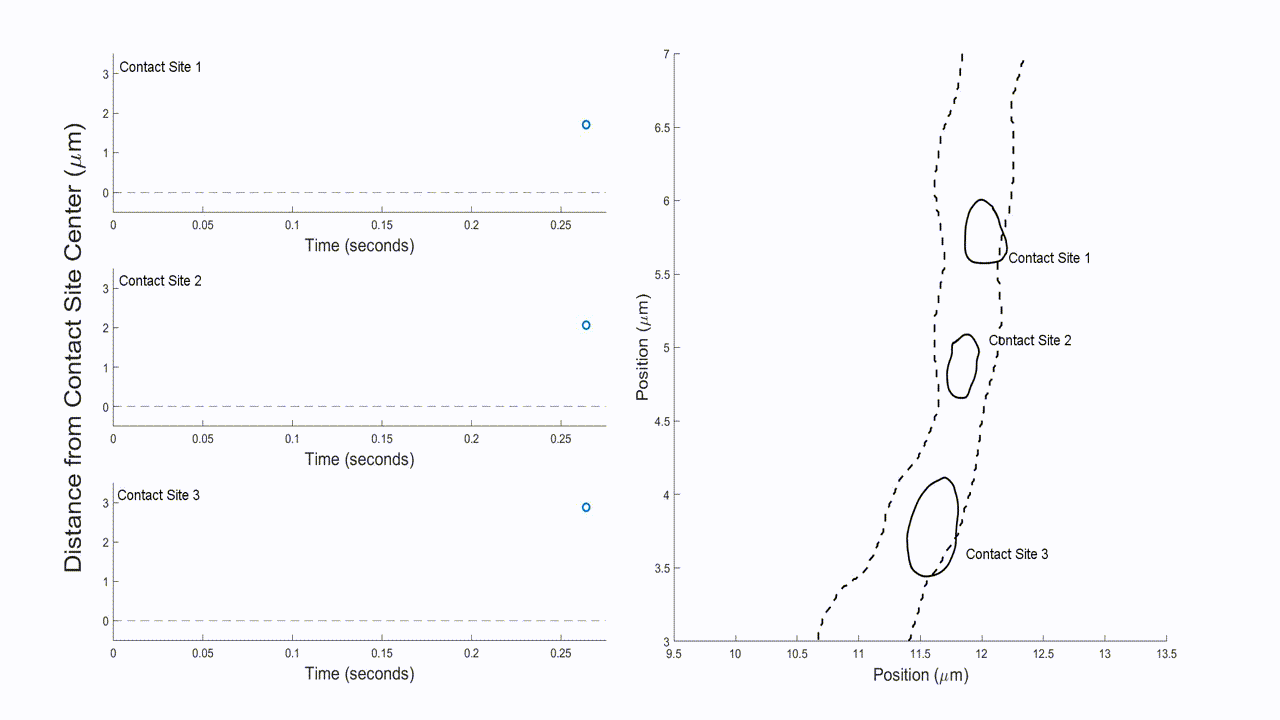 Distance from Contact Site Center (μm)
Contact Site 1
3
2
1
0
0 0.05 0.1 0.15 0.2 0.25
Time (seconds)
Contact Site 2
3
2
1
0
0 0.05 0.1 0.15 0.2 0.25
Time (seconds)
Contact Site 3
3
2
1
0
0 0.05 0.1 0.15 0.2 0.25
Time (seconds)
Position (μm)
7
6.5
6
5.5
5
4.5
4
3.5
3
Contact Site 1
Contact Site 2
Contact Site 3
9.5 10 10.5 11 11.5 12 12.5 13 13.5
Position (μm)